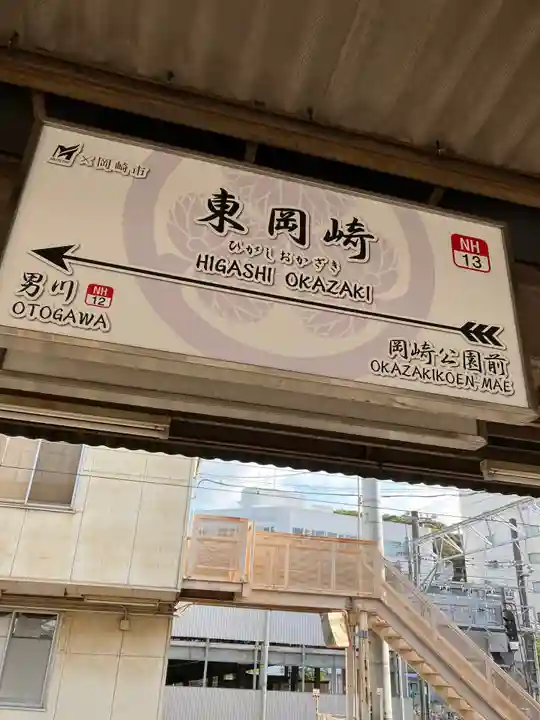 ×岡崎市
東岡崎
ひがしおかざき
HIGASHI OKAZAKI
NH
13
男川
NH
12
OTOGAWA
岡崎公園前
OKAZAKIKOEN-MAE